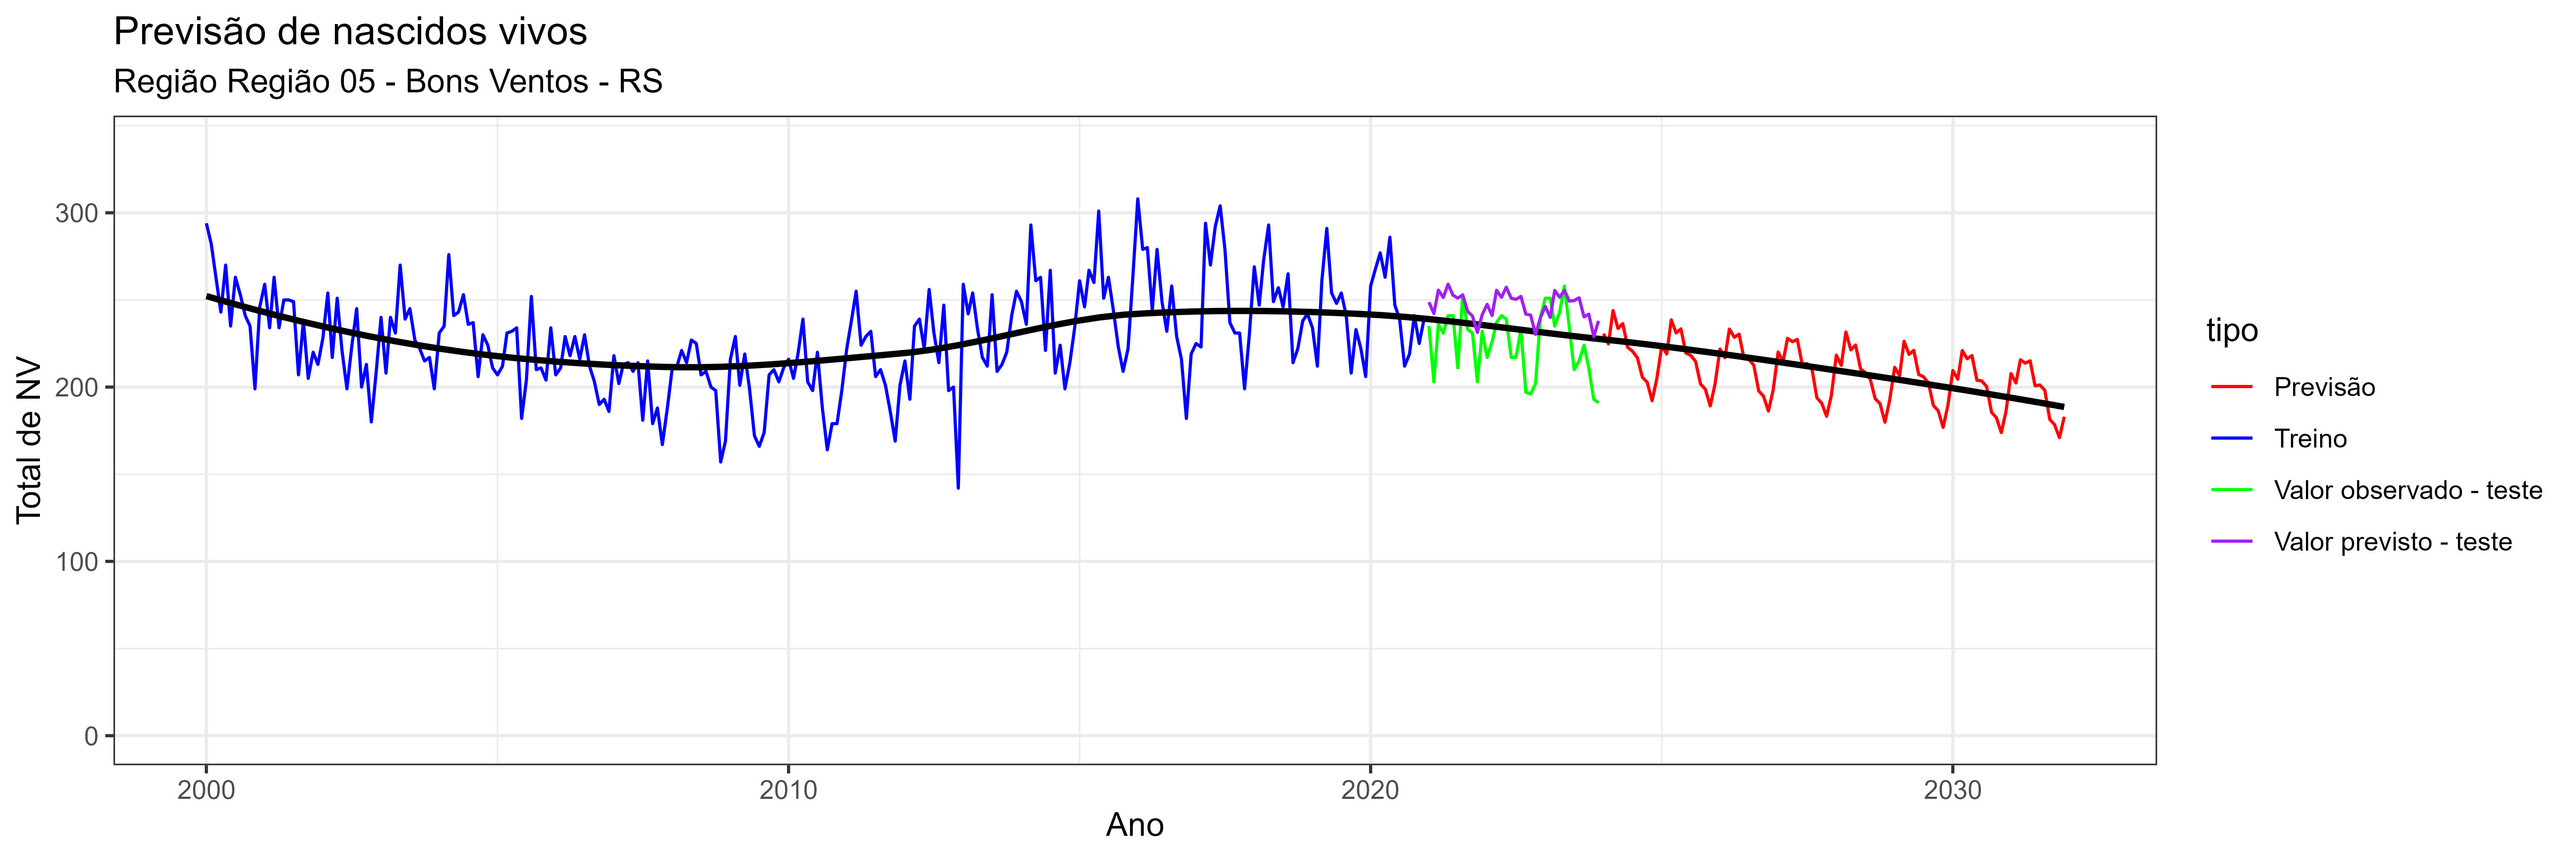 Previsão de nascidos vivos
Região Região 05 - Bons Ventos - RS
Total de NV
300
200
100
0
2000
2010
2020
2030
Ano
tipo
Previsão
Treino
Valor observado - teste
Valor previsto - teste